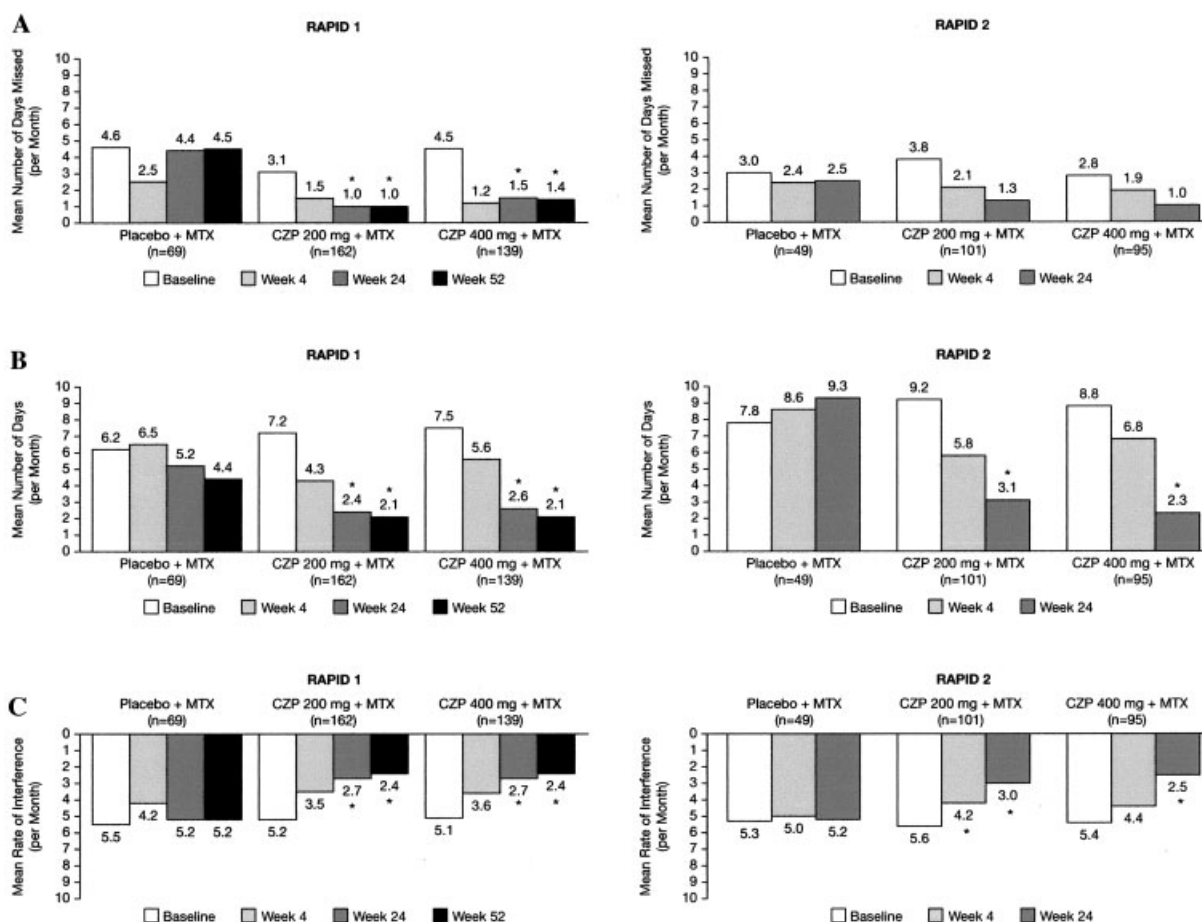 A
RAPID 1
Mean Number of Days Missed
(per Month)
10
9
8
7
6
5
4
3
2
1
0
4.6
2.5
4.4
4.5
3.1
1.5
*
1.0
*
1.0
4.5
1.2
*
1.5
*
1.4
Placebo + MTX
(n=69)
CZP 200 mg + MTX
(n=162)
CZP 400 mg + MTX
(n=139)
Baseline Week 4 Week 24 Week 52
RAPID 2
Mean Number of Days Missed
(per Month)
10
9
8
7
6
5
4
3
2
1
0
3.0
2.4
2.5
3.8
2.1
1.3
2.8
1.9
1.0
Placebo + MTX
(n=49)
CZP 200 mg + MTX
(n=101)
CZP 400 mg + MTX
(n=95)
Baseline Week 4 Week 24
B
RAPID 1
Mean Number of Days
(per Month)
10
9
8
7
6
5
4
3
2
1
0
6.2
6.5
5.2
4.4
7.2
4.3
*
2.4
*
2.1
7.5
5.6
*
2.6
*
2.1
Placebo + MTX
(n=69)
CZP 200 mg + MTX
(n=162)
CZP 400 mg + MTX
(n=139)
Baseline Week 4 Week 24 Week 52
RAPID 2
Mean Number of Days
(per Month)
10
9
8
7
6
5
4
3
2
1
0
7.8
8.6
9.3
9.2
5.8
*
3.1
8.8
6.8
*
2.3
Placebo + MTX
(n=49)
CZP 200 mg + MTX
(n=101)
CZP 400 mg + MTX
(n=95)
Baseline Week 4 Week 24
C
RAPID 1
Placebo + MTX
(n=69)
CZP 200 mg + MTX
(n=162)
CZP 400 mg + MTX
(n=139)
Mean Rate of Interference
(per Month)
0
1
2
3
4
5
6
7
8
9
10
5.5
4.2
5.2
5.2
5.2
3.5
2.7
*
2.4
*
5.1
3.6
2.7
*
2.4
*
Baseline Week 4 Week 24 Week 52
RAPID 2
Placebo + MTX
(n=49)
CZP 200 mg + MTX
(n=101)
CZP 400 mg + MTX
(n=95)
Mean Rate of Interference
(per Month)
0
1
2
3
4
5
6
7
8
9
10
5.3
5.0
5.2
5.6
4.2
*
3.0
*
5.4
4.4
2.5
*
Baseline Week 4 Week 24